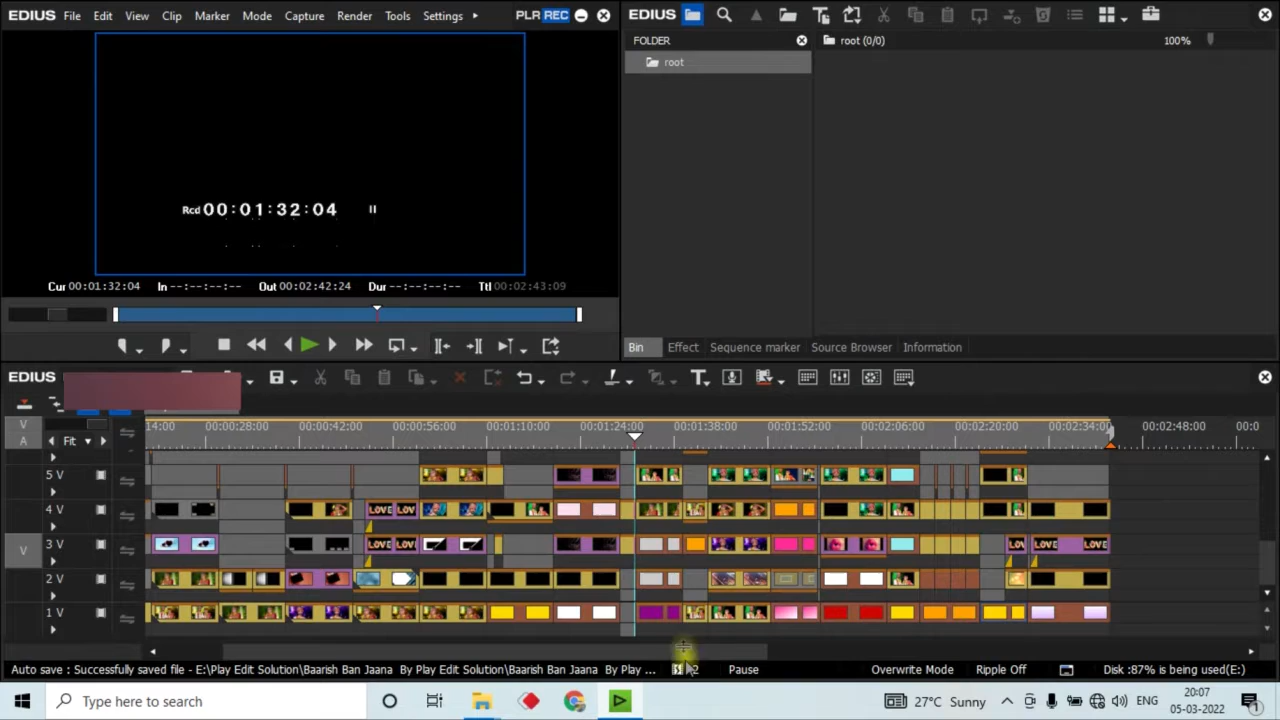 EDIUS File Edit View Clip Marker Mode Capture Render Tools Settings PLR REC
EDIUS
FOLDER
root (0/0) 100%
root
Rcd 00:01:32:04
Cur 00:01:32:04 In --:--:--:-- Out 00:02:42:24 Dur --:--:--:-- Ttl 00:02:43:09
Bin Effect Sequence marker Source Browser Information
EDIUS
V
A
Fit
14:00 00:00:28:00 00:00:42:00 00:00:56:00 00:01:10:00 00:01:24:00 00:01:38:00 00:01:52:00 00:02:06:00 00:02:20:00 00:02:34:00 00:02:48:00 00:0
5 V
4 V LOVE LOV
V 3 V LOVE LOV LOV LOVE LOVE
2 V
1 V
Auto save : Successfully saved file - E:\Play Edit Solution\Baarish Ban Jaana By Play Edit Solution\Baarish Ban Jaana By Play ... Pause Overwrite Mode Ripple Off Disk :87% is being used(E:)
Type here to search 27°C Sunny ENG
20:07
05-03-2022